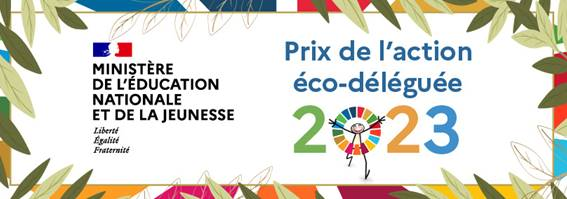 MINISTÈRE
DE L'ÉDUCATION
NATIONALE
ET DE LA JEUNESSE
Liberté
Égalité
Fraternité
Prix de l'action
éco-déléguée
2023